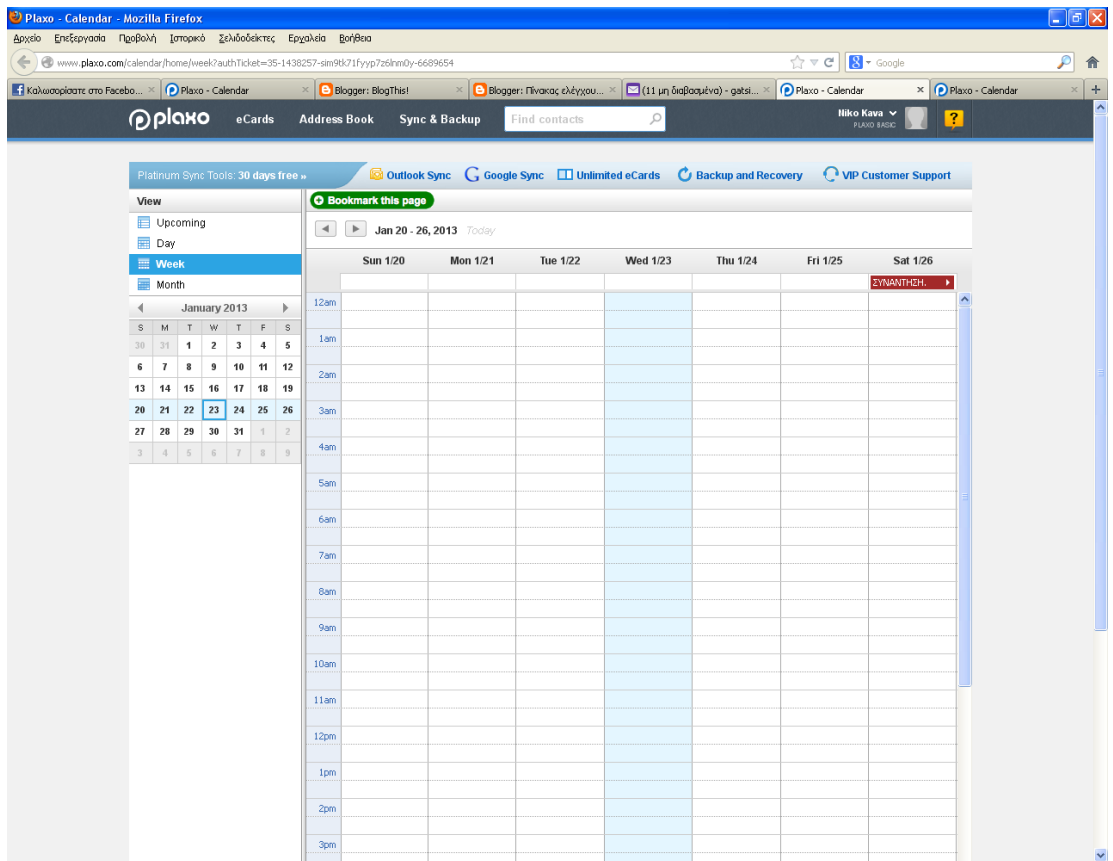 Plaxo - Calendar - Mozilla Firefox
Αρχείο Επεξεργασία Προβολή Ιστορικό Σελιδοδείκτες Εργαλεία Βοήθεια
www.plaxo.com/calendar/home/week?authTicket=35-1438257-sim9tk71fyyp7z6lnm0y-6689654 Google
Καλωσορίσατε στο Facebo... Plaxo - Calendar Blogger: BlogThis! Blogger: Πίνακας ελέγχου... (11 μη διαβασμένα) - gatsi... Plaxo - Calendar Plaxo - Calendar
plaxo eCards Address Book Sync & Backup Find contacts Niko Kava
PLAXO BASIC
Platinum Sync Tools: 30 days free » Outlook Sync Google Sync Unlimited eCards Backup and Recovery VIP Customer Support
View
Upcoming
Day
Week
Month
January 2013
S M T W T F S
30 31 1 2 3 4 5
6 7 8 9 10 11 12
13 14 15 16 17 18 19
20 21 22 23 24 25 26
27 28 29 30 31 1 2
3 4 5 6 7 8 9
Bookmark this page
Jan 20 - 26, 2013 Today
Sun 1/20 Mon 1/21 Tue 1/22 Wed 1/23 Thu 1/24 Fri 1/25 Sat 1/26
ΣΥΝΑΝΤΗΣΗ.
12am
1am
2am
3am
4am
5am
6am
7am
8am
9am
10am
11am
12pm
1pm
2pm
3pm